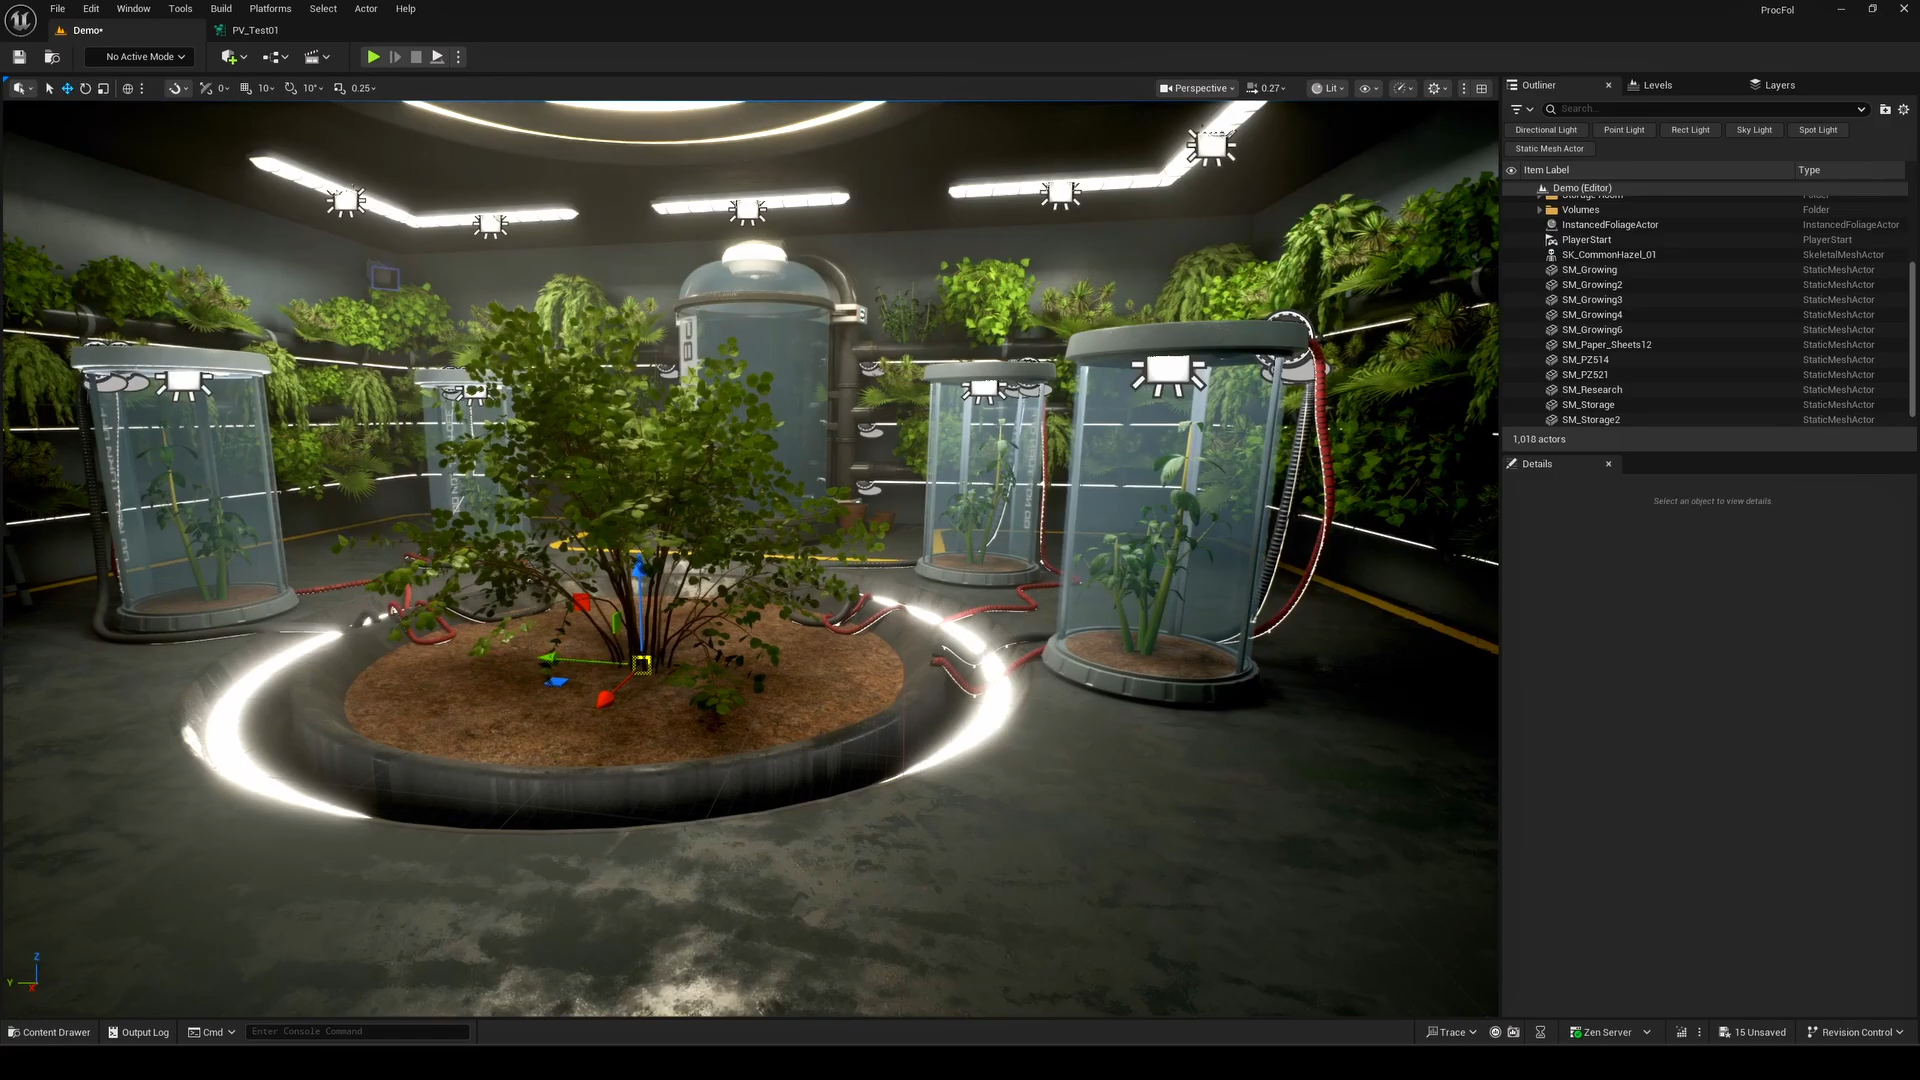 File Edit Window Tools Build Platforms Select Actor Help
ProcFol
Demo*
PV_Test01
No Active Mode
0
10
10°
0.25
Perspective
0.27
Lit
Outliner
Levels
Layers
Search...
Directional Light
Point Light
Rect Light
Sky Light
Spot Light
Static Mesh Actor
Item Label
Type
Demo (Editor)
Storage Room Folder
Volumes Folder
InstancedFoliageActor InstancedFoliageActor
PlayerStart PlayerStart
SK_CommonHazel_01 SkeletalMeshActor
SM_Growing StaticMeshActor
SM_Growing2 StaticMeshActor
SM_Growing3 StaticMeshActor
SM_Growing4 StaticMeshActor
SM_Growing6 StaticMeshActor
SM_Paper_Sheets12 StaticMeshActor
SM_PZ514 StaticMeshActor
SM_PZ521 StaticMeshActor
SM_Research StaticMeshActor
SM_Storage StaticMeshActor
SM_Storage2 StaticMeshActor
1,018 actors
Details
Select an object to view details.
Z
Y
X
Content Drawer
Output Log
Cmd
Enter Console Command
Trace
Zen Server
15 Unsaved
Revision Control